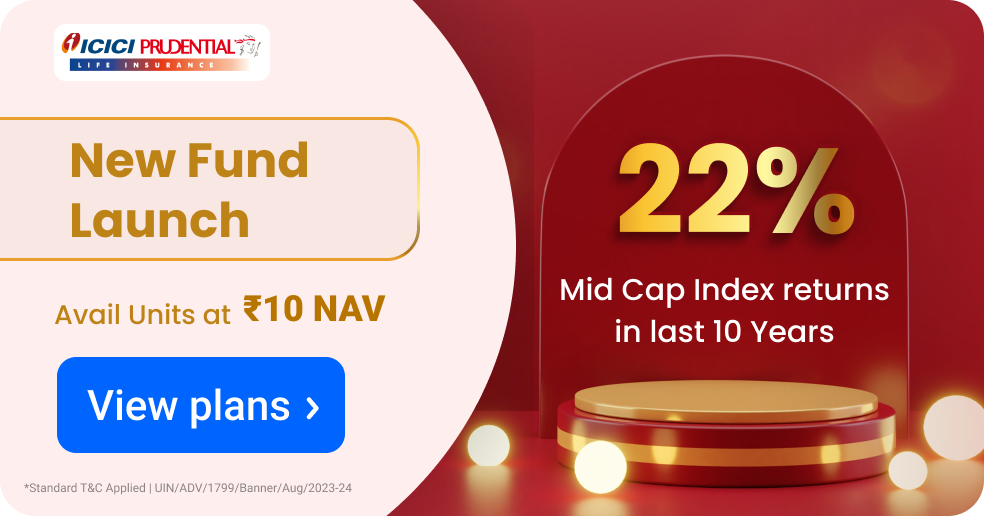 ICICI PRUDENTIAL
LIFE INSURANCE
New Fund
Launch
Avail Units at ₹10 NAV
View plans ›
*Standard T&C Applied | UIN/ADV/1799/Banner/Aug/2023-24
22%
Mid Cap Index returns
in last 10 Years